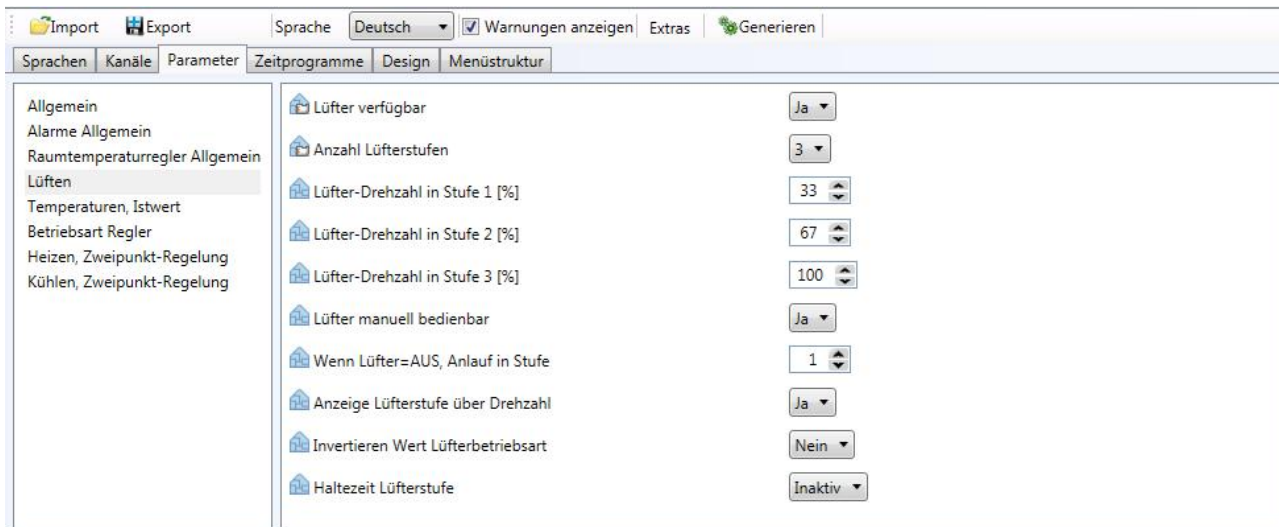 Import Export Sprache Deutsch Warnungen anzeigen Extras Generieren
Sprachen Kanäle Parameter Zeitprogramme Design Menüstruktur
Allgemein
Alarme Allgemein
Raumtemperaturregler Allgemein
Lüften
Temperaturen, Istwert
Betriebsart Regler
Heizen, Zweipunkt-Regelung
Kühlen, Zweipunkt-Regelung
Lüfter verfügbar Ja
Anzahl Lüfterstufen 3
Lüfter-Drehzahl in Stufe 1 [%] 33
Lüfter-Drehzahl in Stufe 2 [%] 67
Lüfter-Drehzahl in Stufe 3 [%] 100
Lüfter manuell bedienbar Ja
Wenn Lüfter=AUS, Anlauf in Stufe 1
Anzeige Lüfterstufe über Drehzahl Ja
Invertieren Wert Lüfterbetriebsart Nein
Haltezeit Lüfterstufe Inaktiv